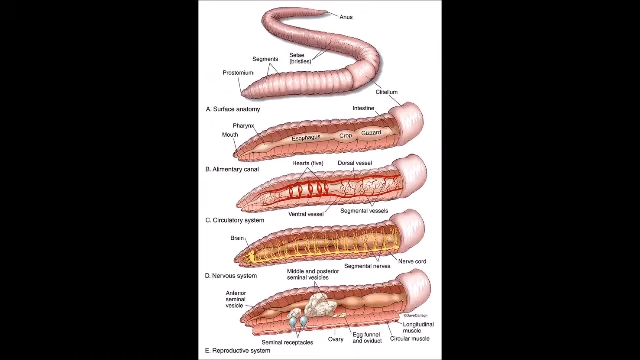 Anus
Setae
(bristles)
Segments
Prostomium
Clitellum
A. Surface anatomy
Intestine
Pharynx
Mouth
Esophagus
Crop
Gizzard
B. Alimentary canal
Hearts (five)
Dorsal vessel
Ventral vessel
Segmental vessels
C. Circulatory system
Brain
Segmental nerves
Nerve cord
D. Nervous system
Middle and posterior
seminal vesicles
Anterior
seminal
vesicle
Longitudinal
muscle
Circular muscle
Seminal receptacles
Ovary
Egg funnel
and oviduct
E. Reproductive system